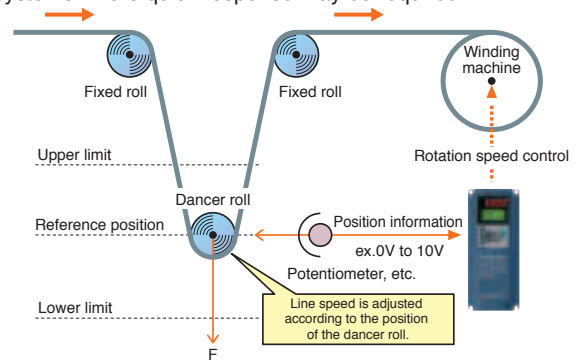 Fixed roll
Fixed roll
Winding
machine
Upper limit
Rotation speed control
Dancer roll
Reference position
Position information
ex.0V to 10V
Potentiometer, etc.
Lower limit
Line speed is adjusted
according to the position
of the dancer roll.
F